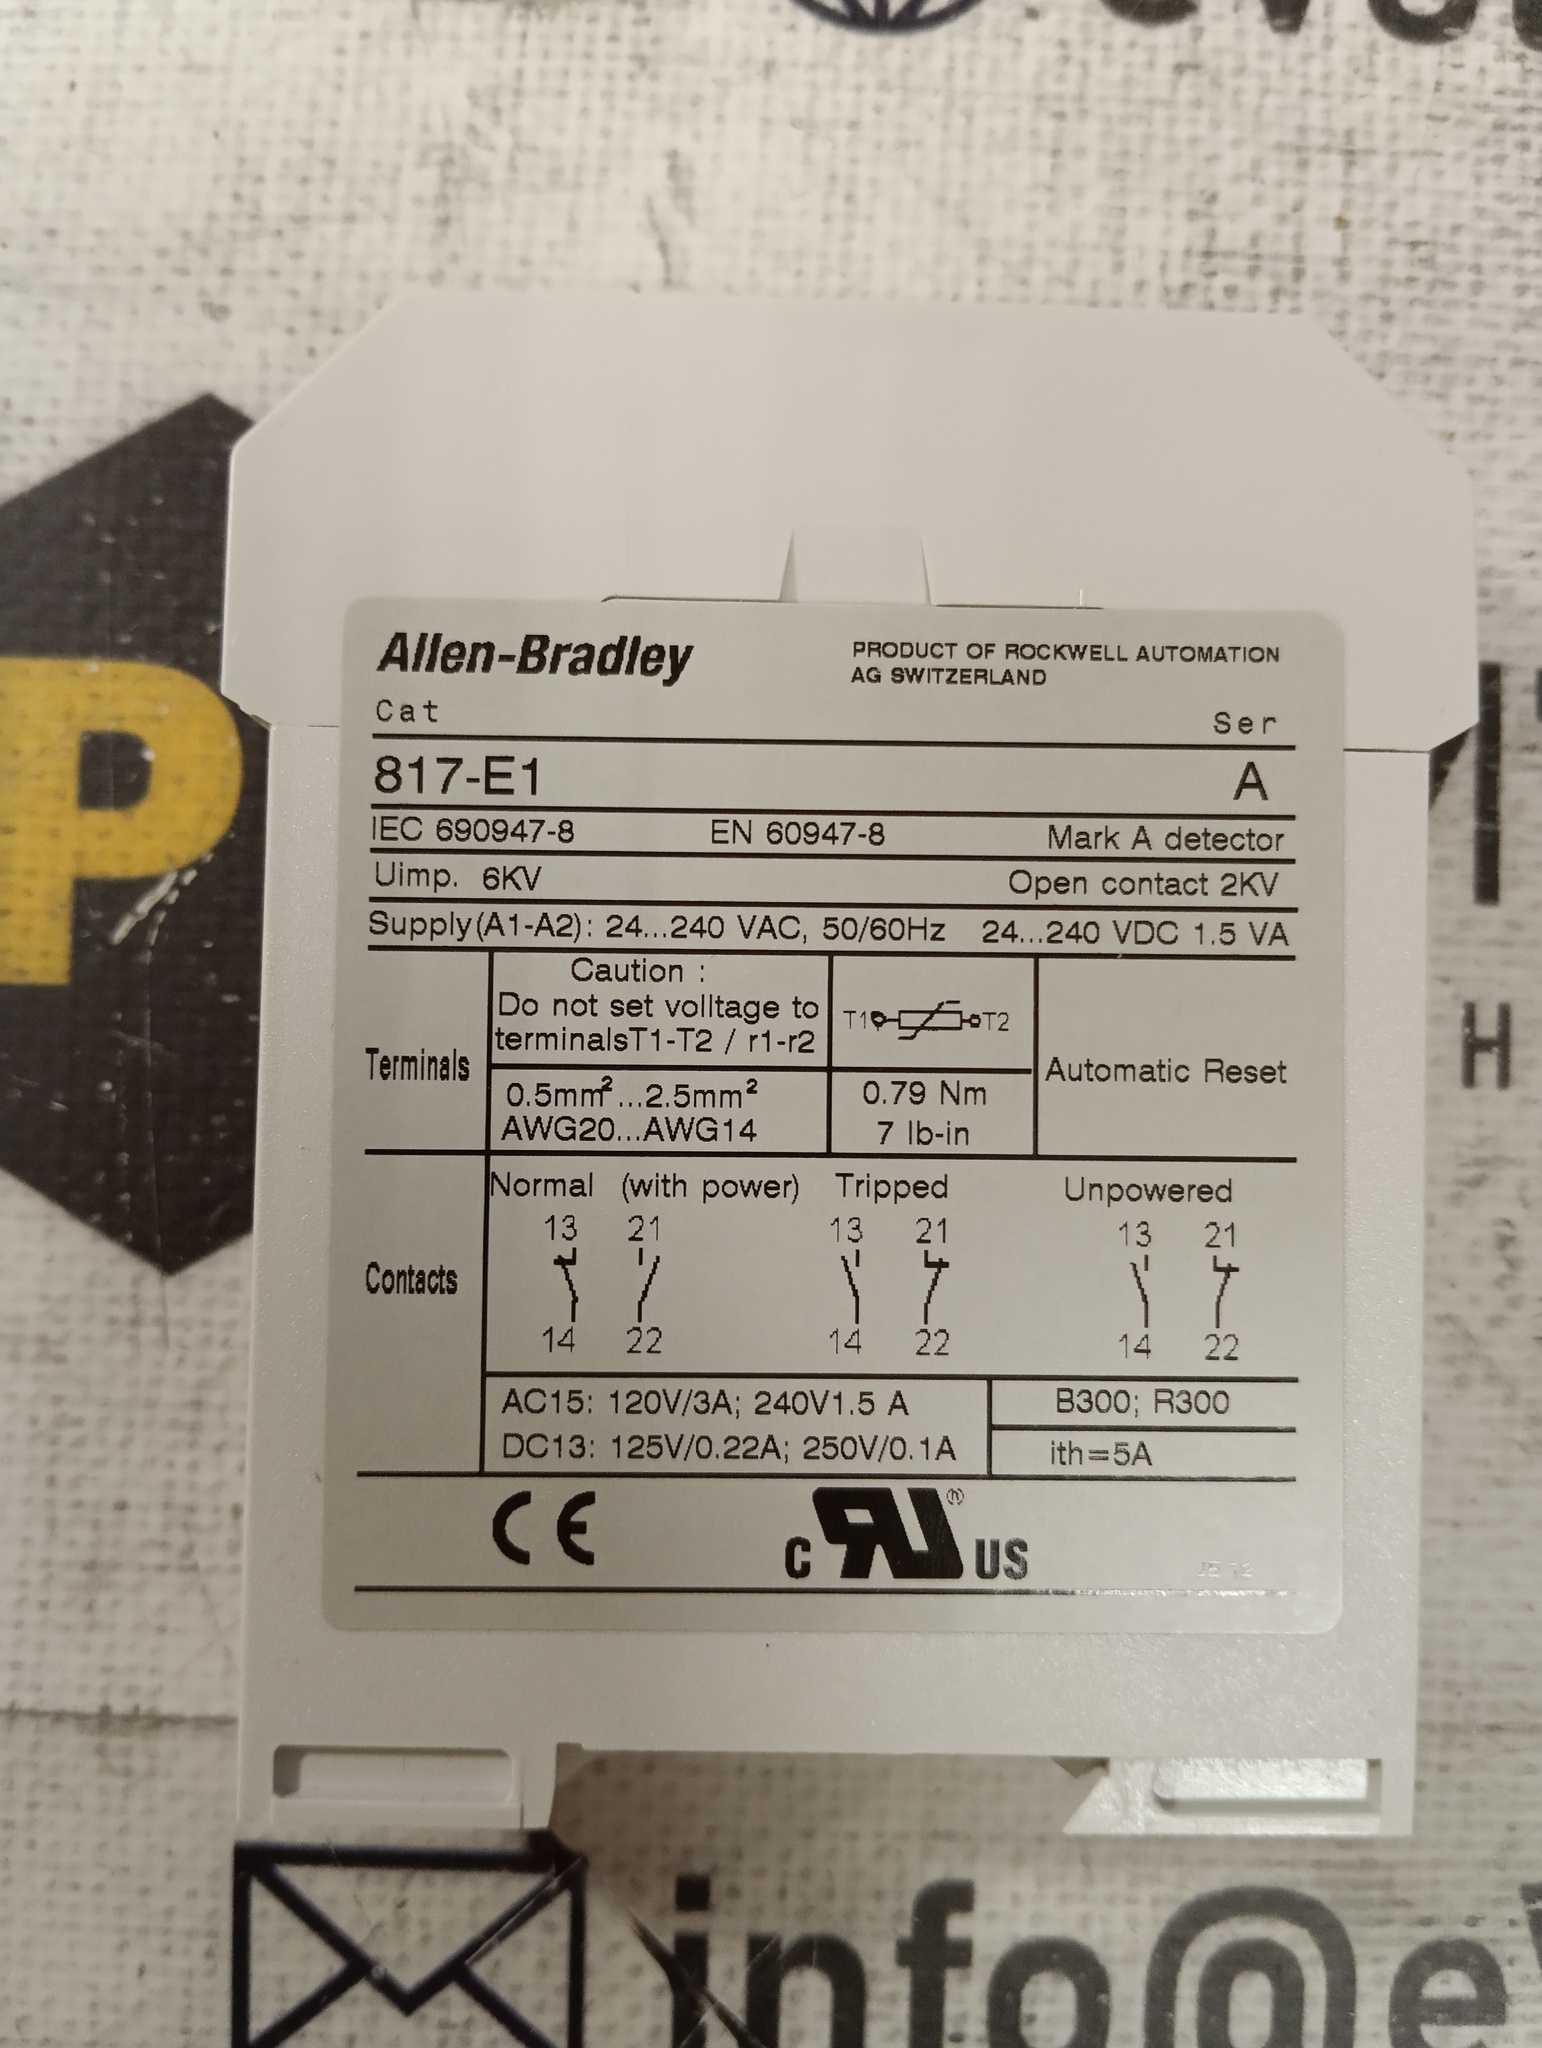 Allen-Bradley
PRODUCT OF ROCKWELL AUTOMATION
AG SWITZERLAND
Cat
Ser
817-E1
A
IEC 690947-8 EN 60947-8 Mark A detector
Uimp. 6KV Open contact 2KV
Supply(A1-A2): 24...240 VAC, 50/60Hz 24...240 VDC 1.5 VA
Terminals
Caution :
Do not set volltage to
terminalsT1-T2 / r1-r2
T1 T2
Automatic Reset
0.5mm²...2.5mm²
AWG20...AWG14
0.79 Nm
7 lb-in
Contacts
Normal (with power) Tripped Unpowered
13 21 13 21 13 21
14 22 14 22 14 22
AC15: 120V/3A; 240V1.5 A
DC13: 125V/0.22A; 250V/0.1A
B300; R300
ith=5A
CE
C RU® US
P
H
info@e